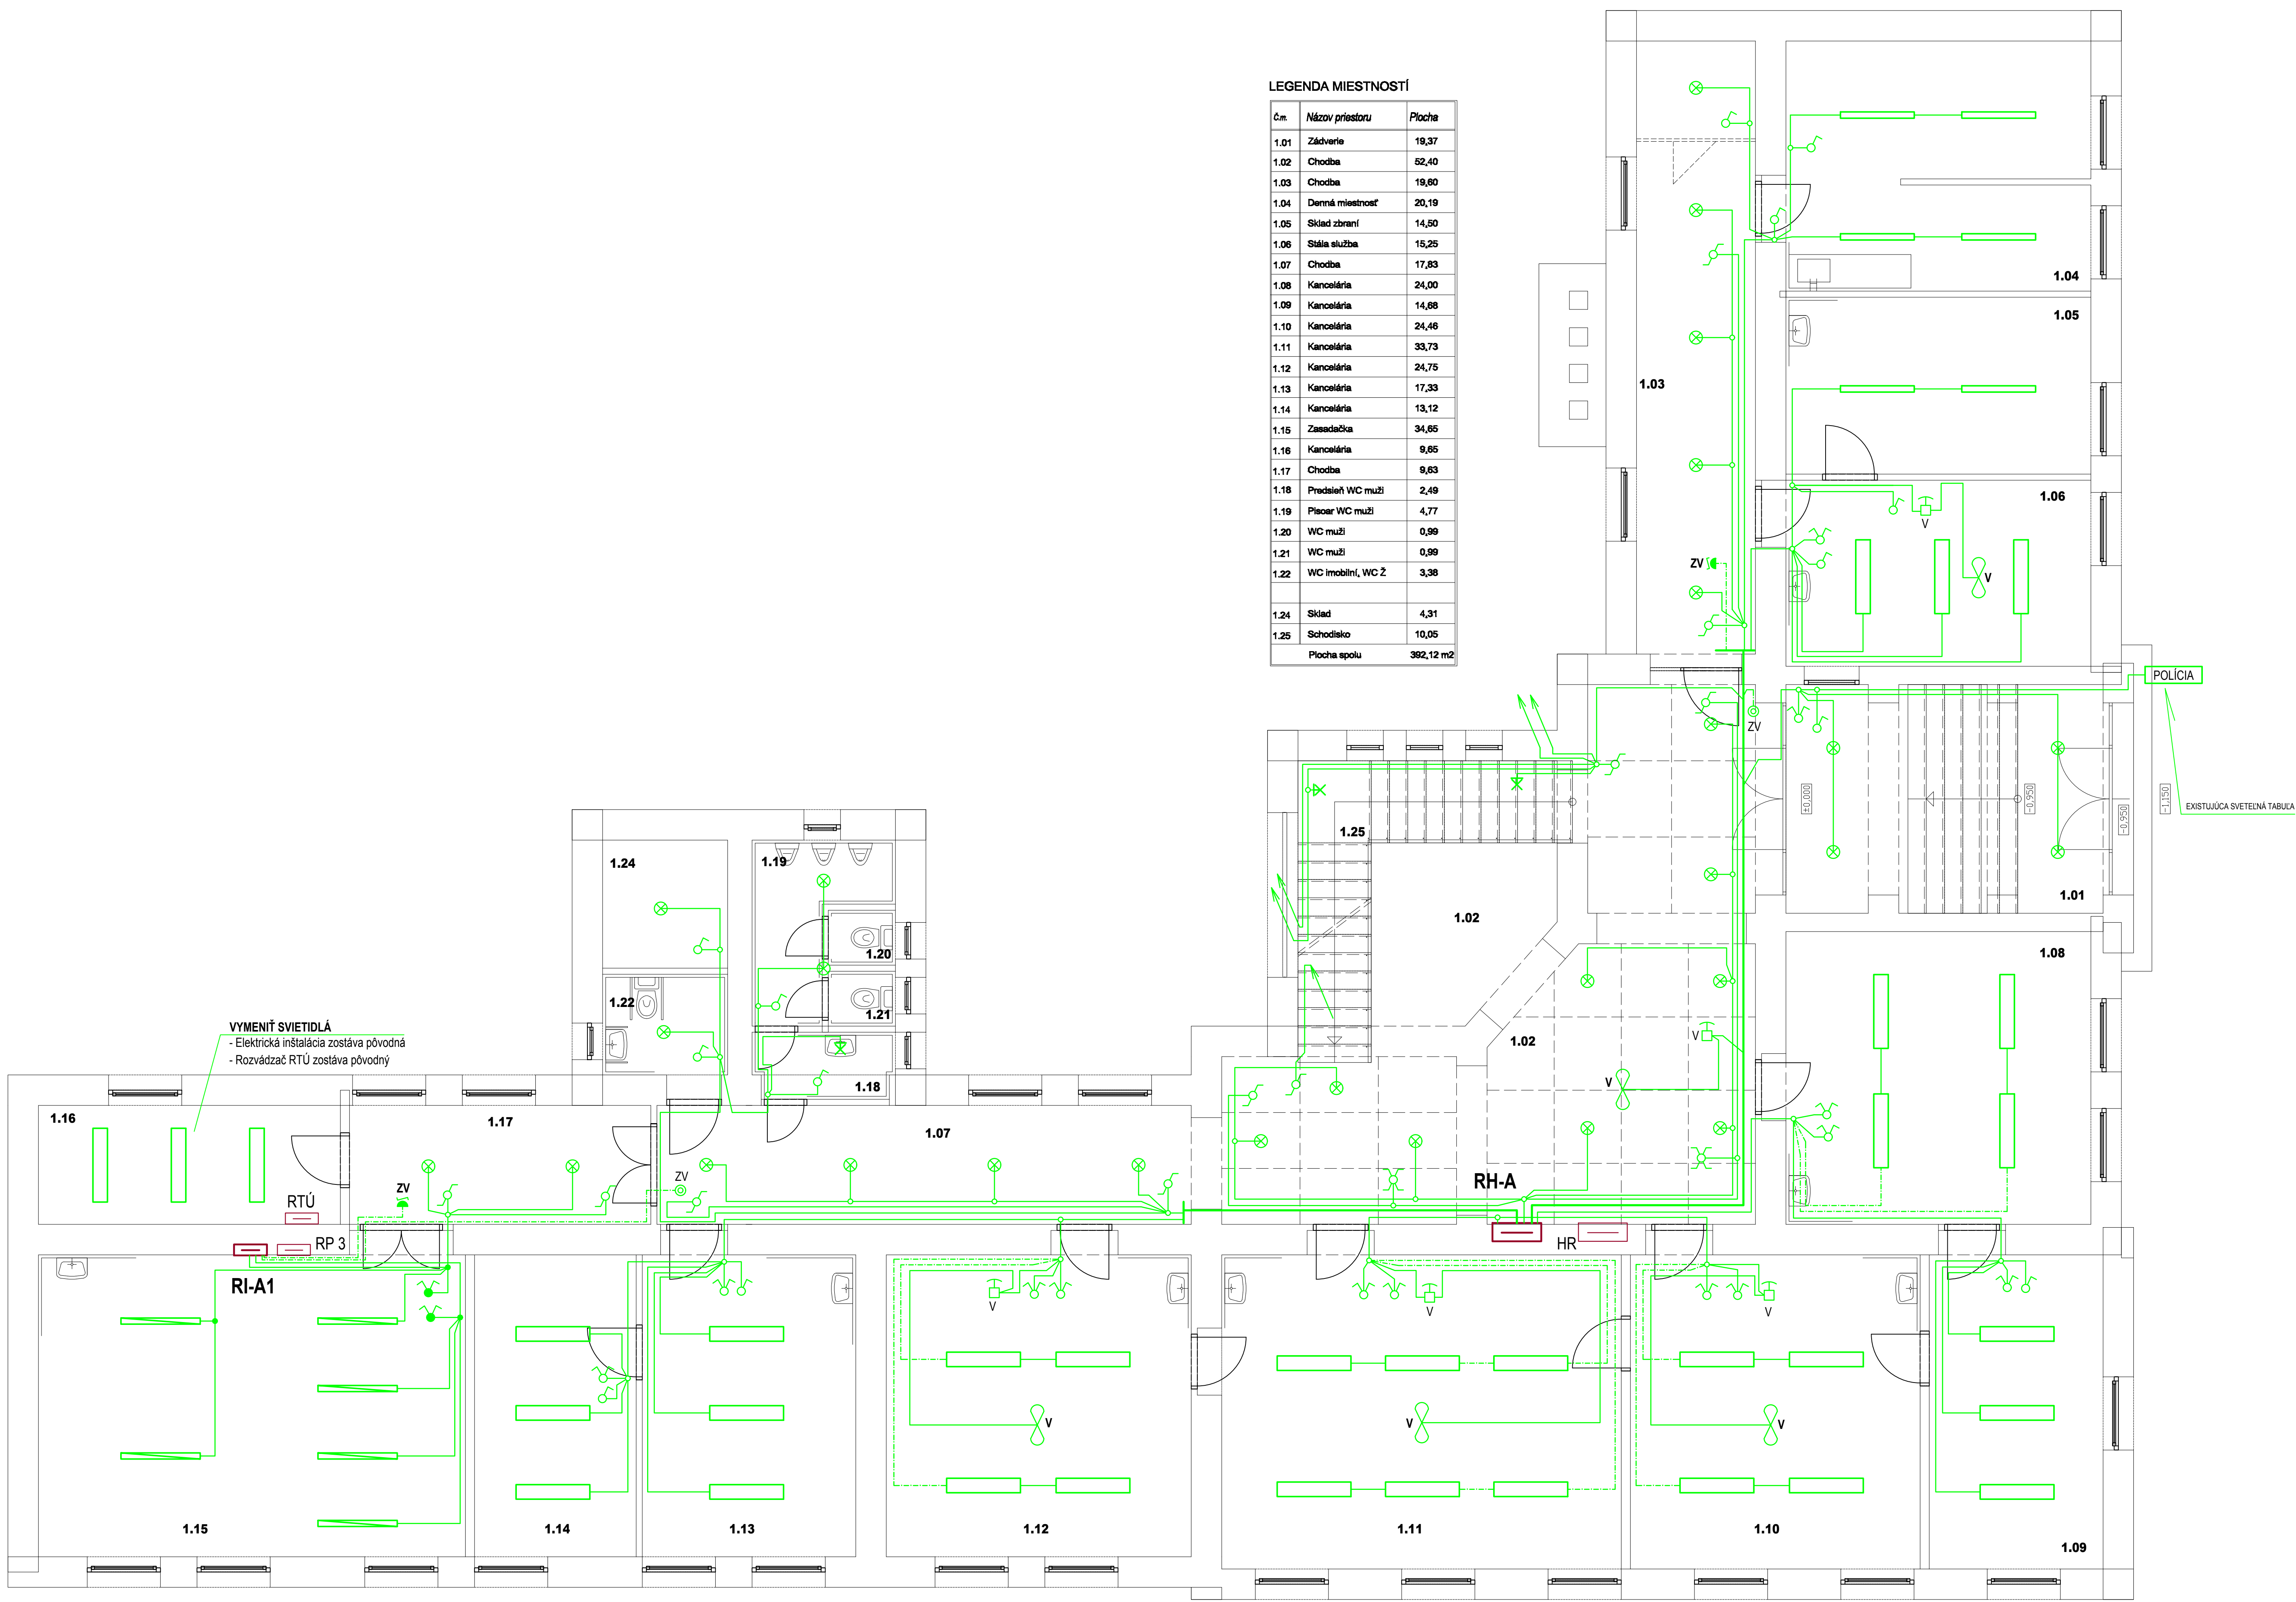 LEGENDA MIESTNOSTÍ
Č.m. Názov priestoru Plocha
1.01 Zádverie 19,37
1.02 Chodba 52,40
1.03 Chodba 19,60
1.04 Denná miestnosť 20,19
1.05 Sklad zbraní 14,50
1.06 Stála služba 15,25
1.07 Chodba 17,83
1.08 Kancelária 24,00
1.09 Kancelária 14,68
1.10 Kancelária 24,46
1.11 Kancelária 33,73
1.12 Kancelária 24,75
1.13 Kancelária 17,33
1.14 Kancelária 13,12
1.15 Zasadačka 34,65
1.16 Kancelária 9,65
1.17 Chodba 9,63
1.18 Predsieň WC muži 2,49
1.19 Pisoar WC muži 4,77
1.20 WC muži 0,99
1.21 WC muži 0,99
1.22 WC imobilní, WC Ž 3,38
1.24 Sklad 4,31
1.25 Schodisko 10,05
Plocha spolu 392,12 m2
1.04
1.05
1.03
1.06
V
ZV
V
POLÍCIA
ZV
±0,000
-0,950
-0,950
-1,150
EXISTUJÚCA SVETEĽNÁ TABUĽA
1.25
1.24
1.19
1.01
1.02
1.20
1.08
1.22
1.21
VYMENIŤ SVIETIDLÁ
- Elektrická inštalácia zostáva pôvodná
- Rozvádzač RTÚ zostáva pôvodný
1.02
V
V
1.18
1.16
1.17
1.07
ZV
ZV
RTÚ
RH-A
RP 3
HR
RI-A1
V
V
V
V
V
V
1.15
1.14
1.13
1.12
1.11
1.10
1.09